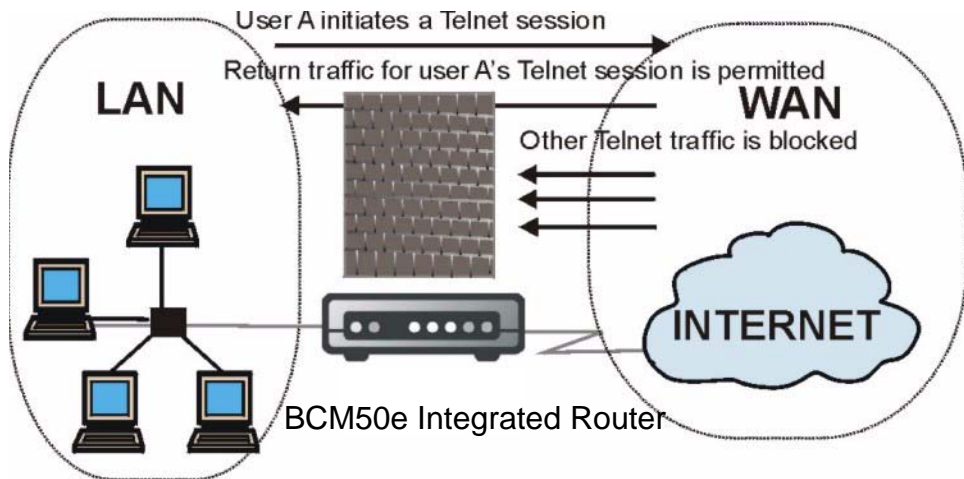 User A initiates a Telnet session
Return traffic for user A's Telnet session is permitted
LAN
WAN
Other Telnet traffic is blocked
INTERNET
BCM50e Integrated Router